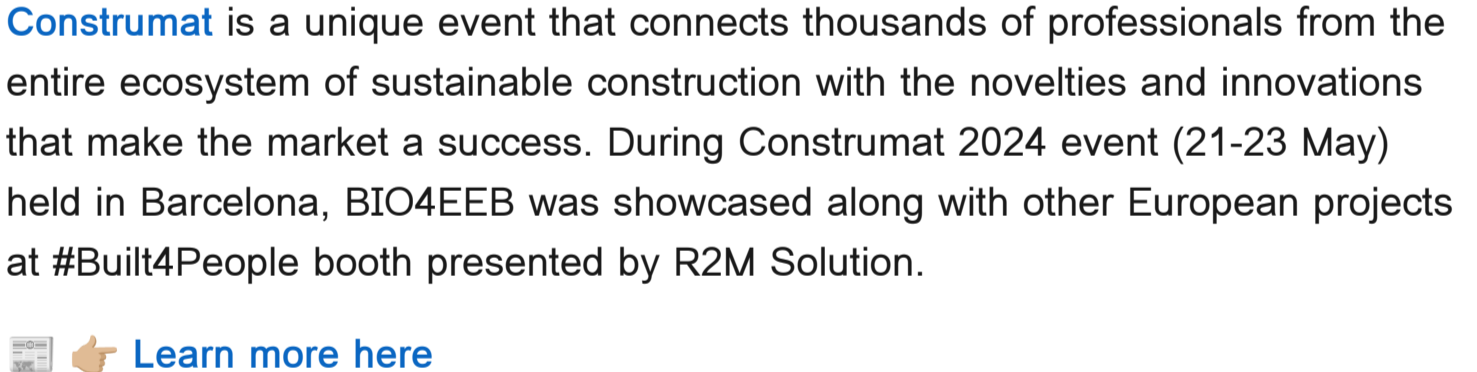 Construmat is a unique event that connects thousands of professionals from the
entire ecosystem of sustainable construction with the novelties and innovations
that make the market a success. During Construmat 2024 event (21-23 May)
held in Barcelona, BIO4EEB was showcased along with other European projects
at #Built4People booth presented by R2M Solution.
📰 👉🏼 Learn more here